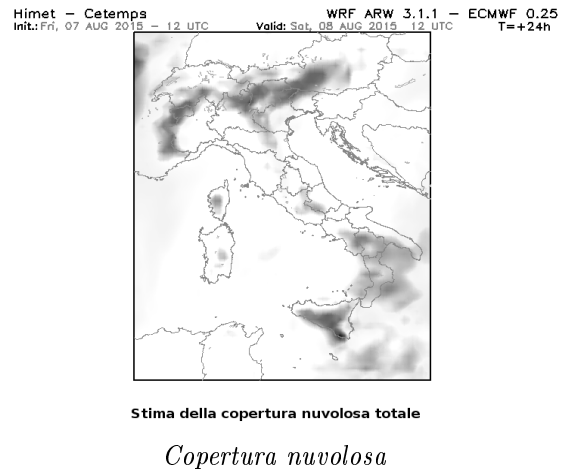 Himet – Cetemps WRF ARW 3.1.1 – ECMWF 0.25
Init.: Fri, 07 AUG 2015 – 12 UTC Valid: Sat, 08 AUG 2015 12 UTC T=+24h
Stima della copertura nuvolosa totale
Copertura nuvolosa